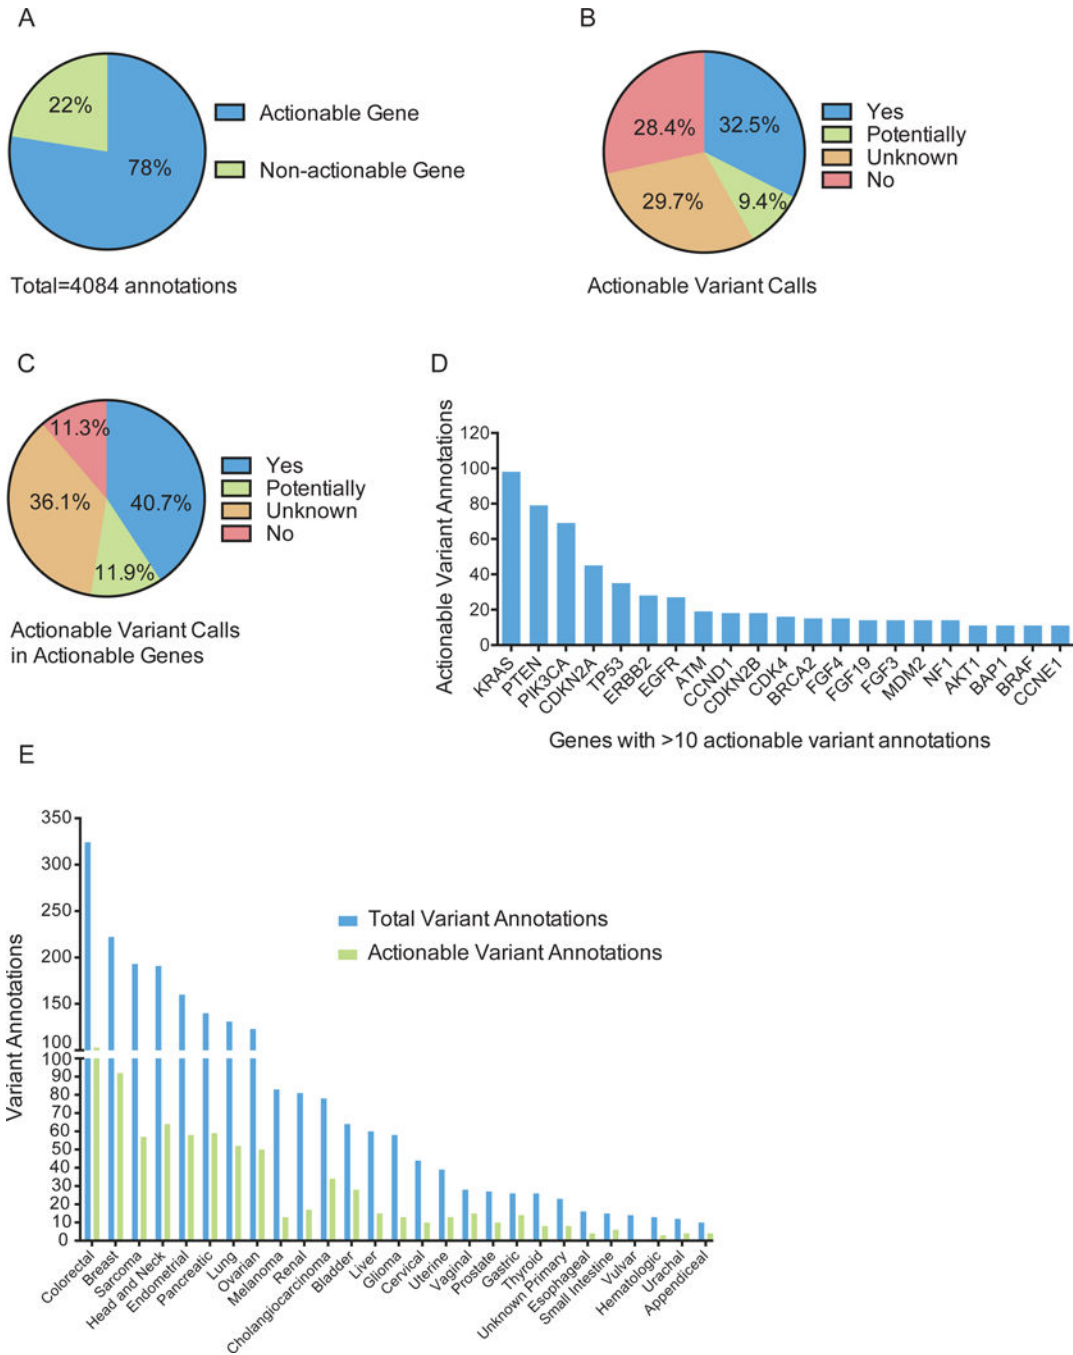 A
22%
78%
Actionable Gene
Non-actionable Gene
Total=4084 annotations
B
28.4%
32.5%
29.7%
9.4%
Yes
Potentially
Unknown
No
Actionable Variant Calls
C
11.3%
36.1%
40.7%
11.9%
Yes
Potentially
Unknown
No
Actionable Variant Calls
in Actionable Genes
D
Actionable Variant Annotations
120
100
80
60
40
20
0
KRAS
PTEN
PIK3CA
CDKN2A
TP53
ERBB2
EGFR
ATM
CCND1
CDKN2B
CDK4
BRCA2
FGF4
FGF19
FGF3
MDM2
NF1
AKT1
BAP1
BRAF
CCNE1
Genes with >10 actionable variant annotations
E
Variant Annotations
350
300
250
200
150
100
100
90
80
70
60
50
40
30
20
10
0
Total Variant Annotations
Actionable Variant Annotations
Colorectal
Breast
Sarcoma
Head and Neck
Endometrial
Pancreatic
Lung
Ovarian
Melanoma
Renal
Cholangiocarcinoma
Bladder
Liver
Glioma
Cervical
Uterine
Vaginal
Prostate
Gastric
Thyroid
Unknown Primary
Esophageal
Small Intestine
Vulvar
Hematologic
Urachal
Appendiceal